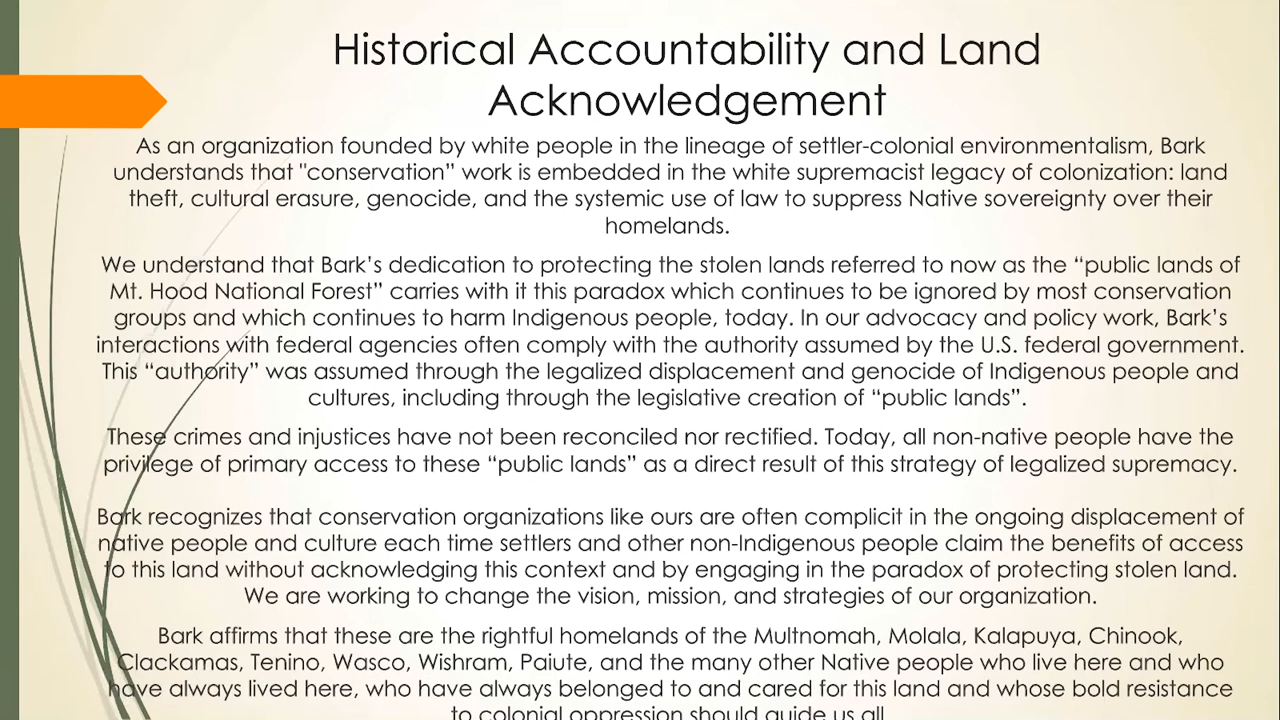 Historical Accountability and Land
Acknowledgement
As an organization founded by white people in the lineage of settler-colonial environmentalism, Bark
understands that "conservation” work is embedded in the white supremacist legacy of colonization: land
theft, cultural erasure, genocide, and the systemic use of law to suppress Native sovereignty over their
homelands.
We understand that Bark’s dedication to protecting the stolen lands referred to now as the “public lands of
Mt. Hood National Forest” carries with it this paradox which continues to be ignored by most conservation
groups and which continues to harm Indigenous people, today. In our advocacy and policy work, Bark’s
interactions with federal agencies often comply with the authority assumed by the U.S. federal government.
This “authority” was assumed through the legalized displacement and genocide of Indigenous people and
cultures, including through the legislative creation of “public lands”.
These crimes and injustices have not been reconciled nor rectified. Today, all non-native people have the
privilege of primary access to these “public lands” as a direct result of this strategy of legalized supremacy.
Bark recognizes that conservation organizations like ours are often complicit in the ongoing displacement of
native people and culture each time settlers and other non-Indigenous people claim the benefits of access
to this land without acknowledging this context and by engaging in the paradox of protecting stolen land.
We are working to change the vision, mission, and strategies of our organization.
Bark affirms that these are the rightful homelands of the Multnomah, Molala, Kalapuya, Chinook,
Clackamas, Tenino, Wasco, Wishram, Paiute, and the many other Native people who live here and who
have always lived here, who have always belonged to and cared for this land and whose bold resistance
to colonial oppression should guide us all